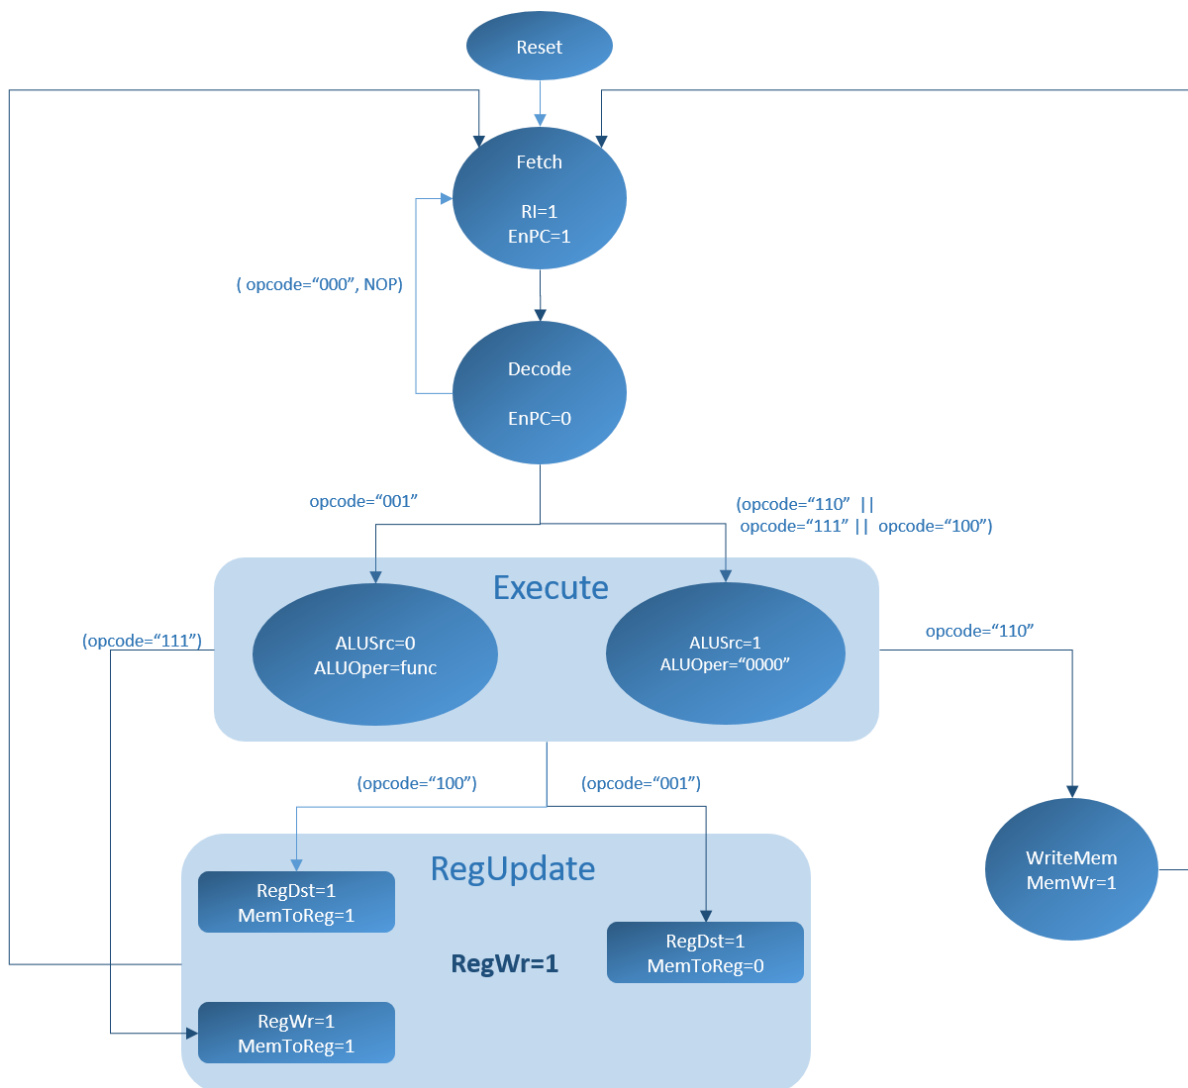 Reset
Fetch
RI=1
EnPC=1
( opcode=“000”, NOP)
Decode
EnPC=0
opcode=“001”
(opcode=“110” ||
opcode=“111” || opcode=“100”)
Execute
(opcode=“111”)
ALUSrc=0
ALUOper=func
ALUSrc=1
ALUOper=“0000”
opcode=“110”
(opcode=“100”)
(opcode=“001”)
RegUpdate
RegDst=1
MemToReg=1
RegWr=1
RegDst=1
MemToReg=0
WriteMem
MemWr=1
RegWr=1
MemToReg=1